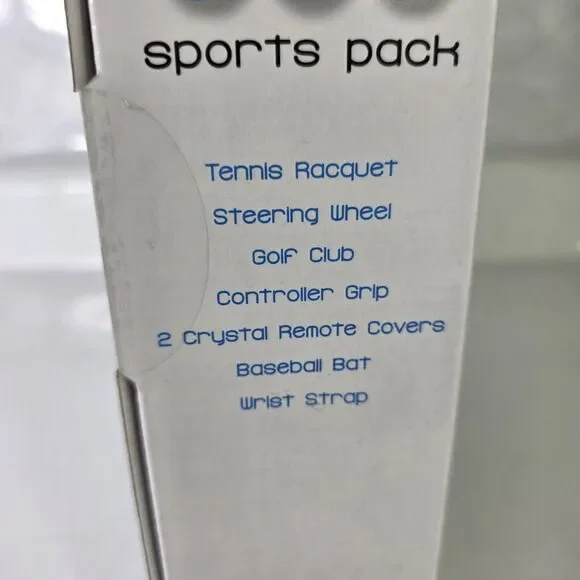 sports pack
Tennis Racquet
Steering Wheel
Golf Club
Controller Grip
2 Crystal Remote Covers
Baseball Bat
Wrist Strap